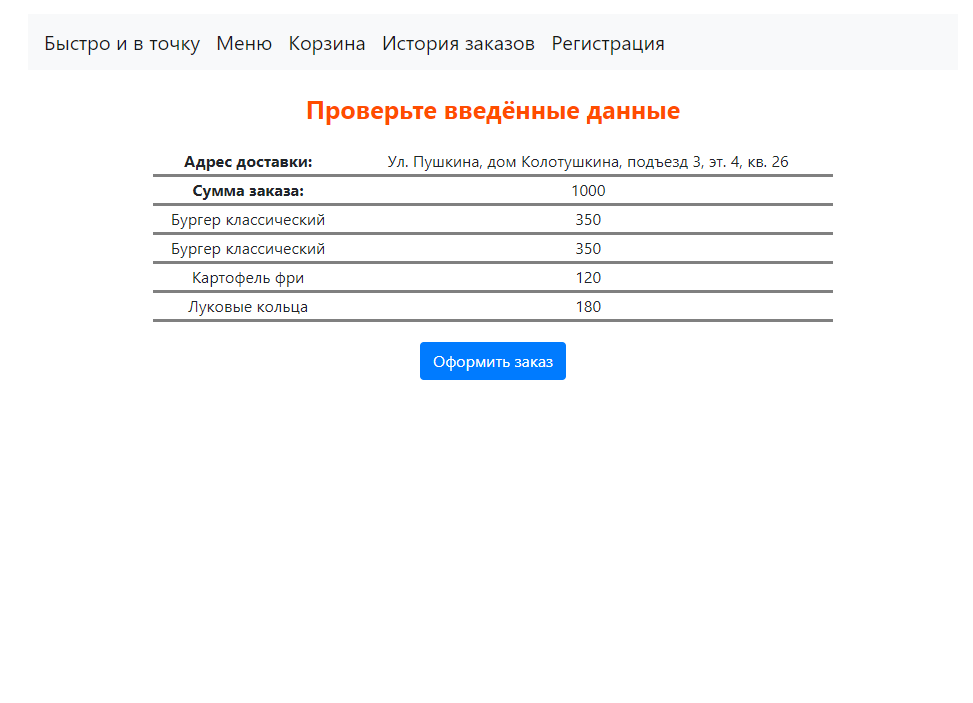 Быстро и в точку Меню Корзина История заказов Регистрация
Проверьте введённые данные
Адрес доставки: Ул. Пушкина, дом Колотушкина, подъезд 3, эт. 4, кв. 26
Сумма заказа: 1000
Бургер классический 350
Бургер классический 350
Картофель фри 120
Луковые кольца 180
Оформить заказ